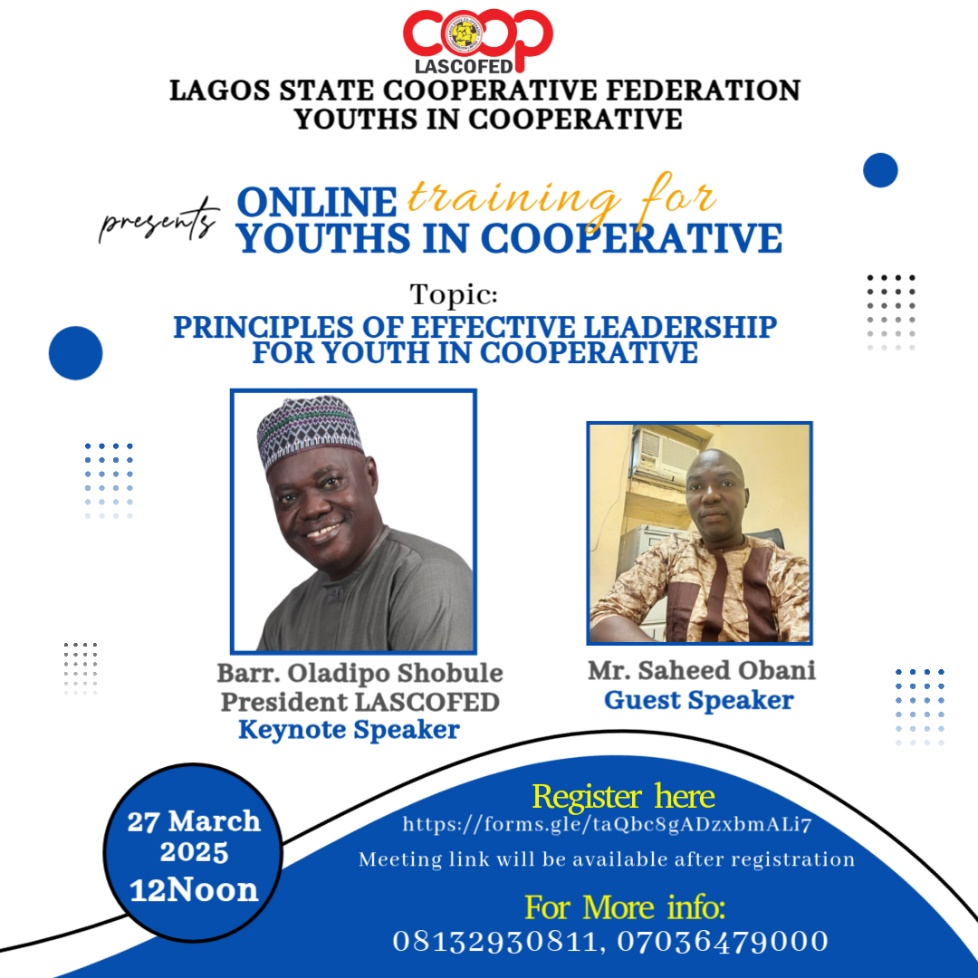 COOP
LASCOFED
LAGOS STATE COOPERATIVE FEDERATION
YOUTHS IN COOPERATIVE
presents
ONLINE training for
YOUTHS IN COOPERATIVE
Topic:
PRINCIPLES OF EFFECTIVE LEADERSHIP
FOR YOUTH IN COOPERATIVE
Barr. Oladipo Shobule
President LASCOFED
Keynote Speaker
Mr. Saheed Obani
Guest Speaker
27 March
2025
12Noon
Register here
https://forms.gle/taQbc8gADzxbmALi7
Meeting link will be available after registration
For More info:
08132930811, 07036479000